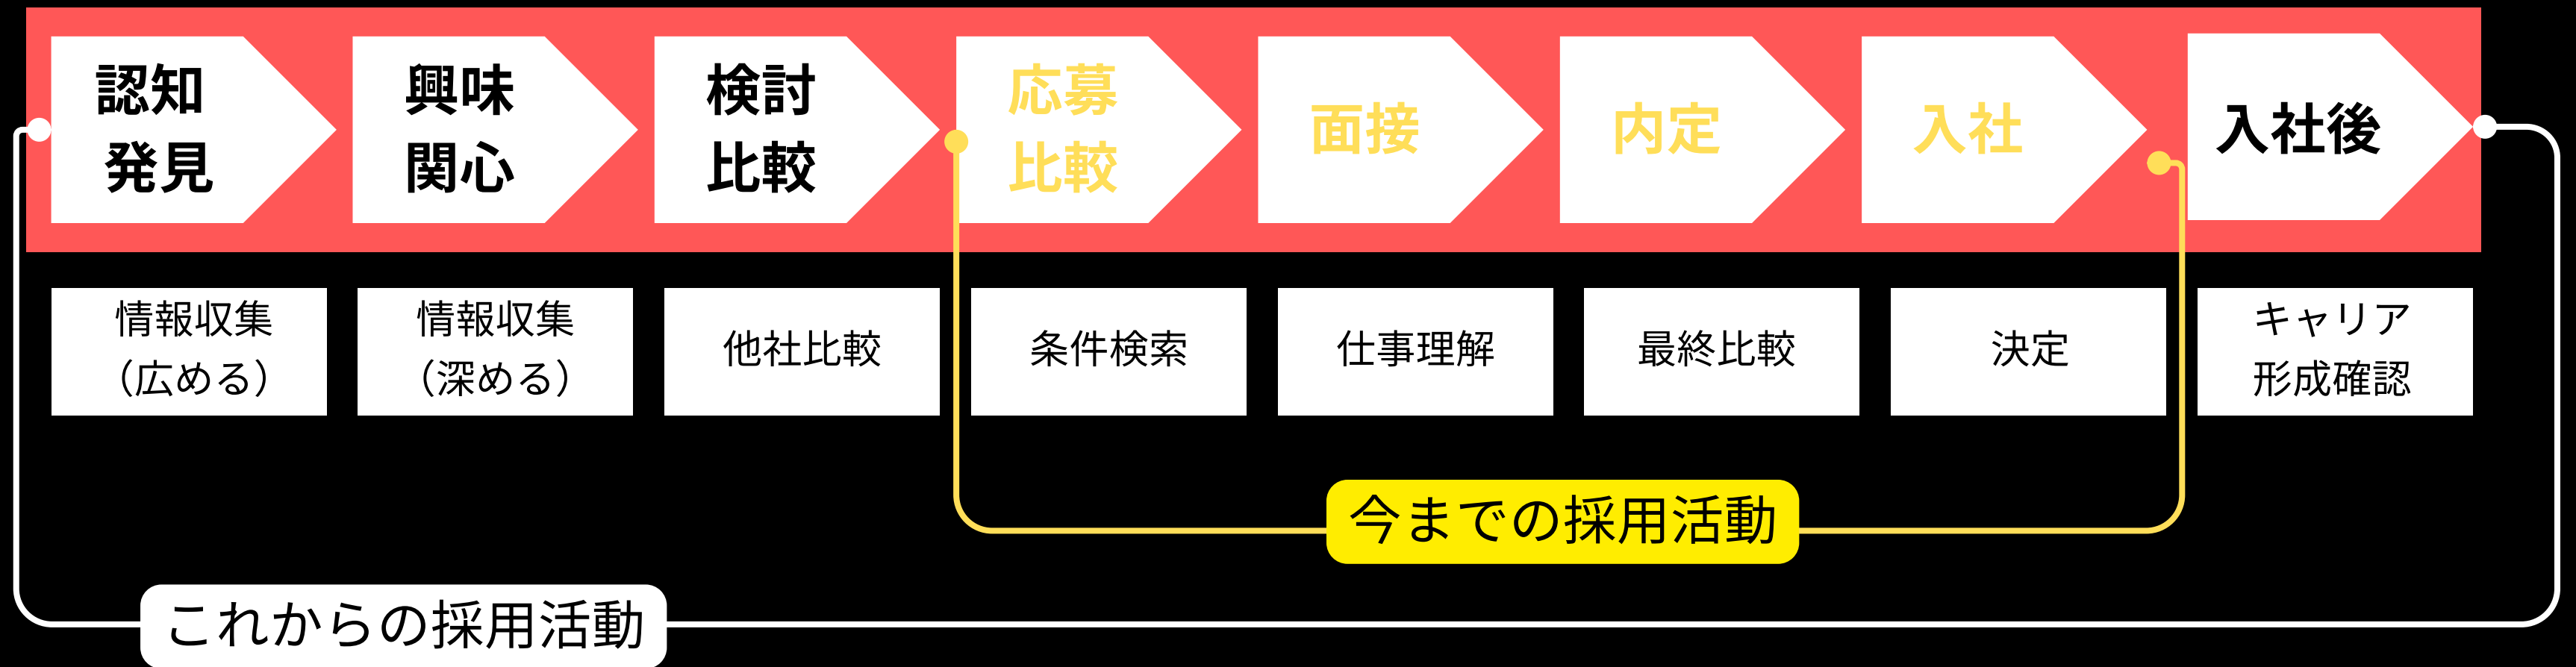 認知
発見
興味
関心
検討
比較
応募
比較
面接
内定
入社
入社後
情報収集
（広める）
情報収集
（深める）
他社比較
条件検索
仕事理解
最終比較
決定
キャリア
形成確認
今までの採用活動
これからの採用活動